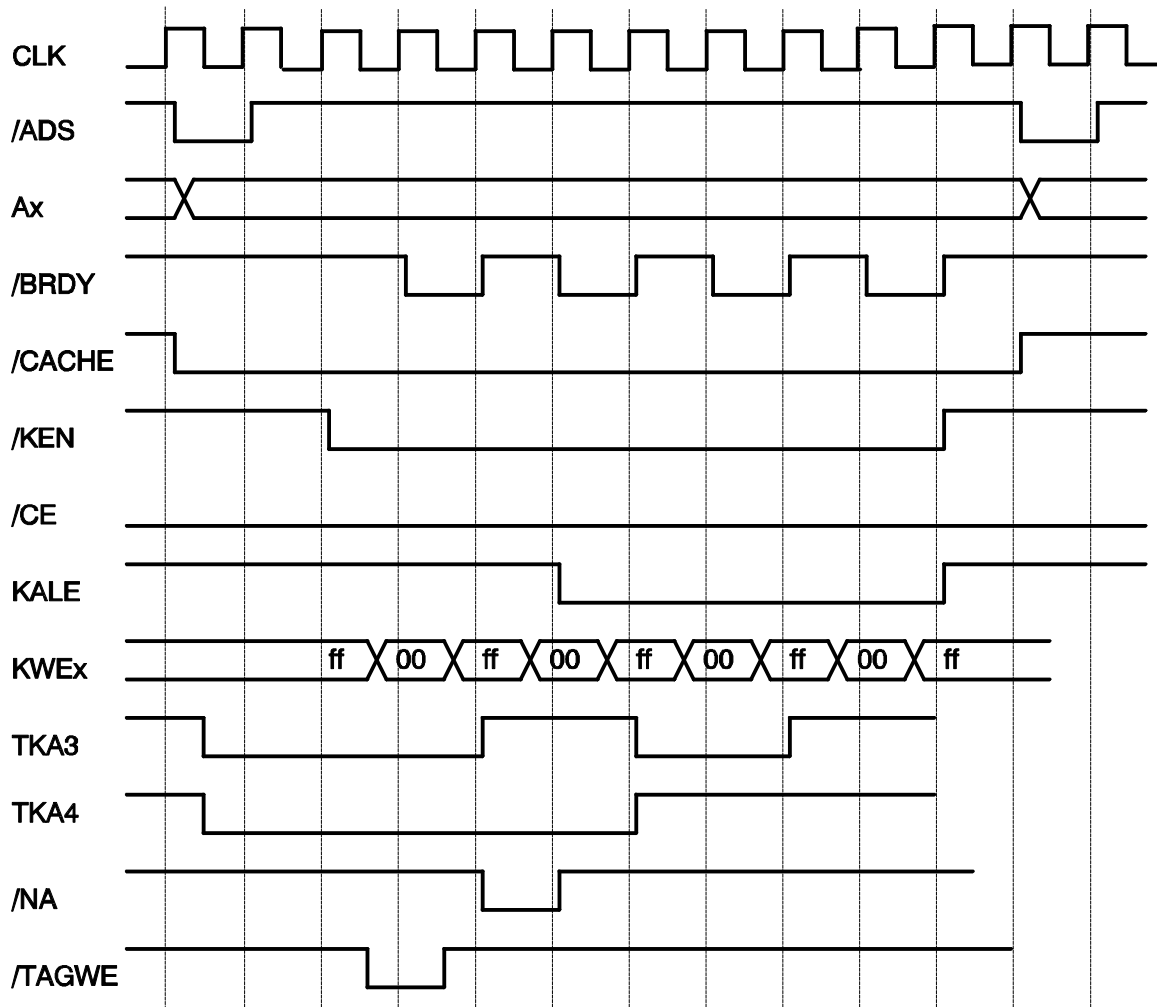 CLK
/ADS
Ax
/BRDY
/CACHE
/KEN
/CE
KALE
KWEx ff 00 ff 00 ff 00 ff 00 ff
TKA3
TKA4
/NA
/TAGWE